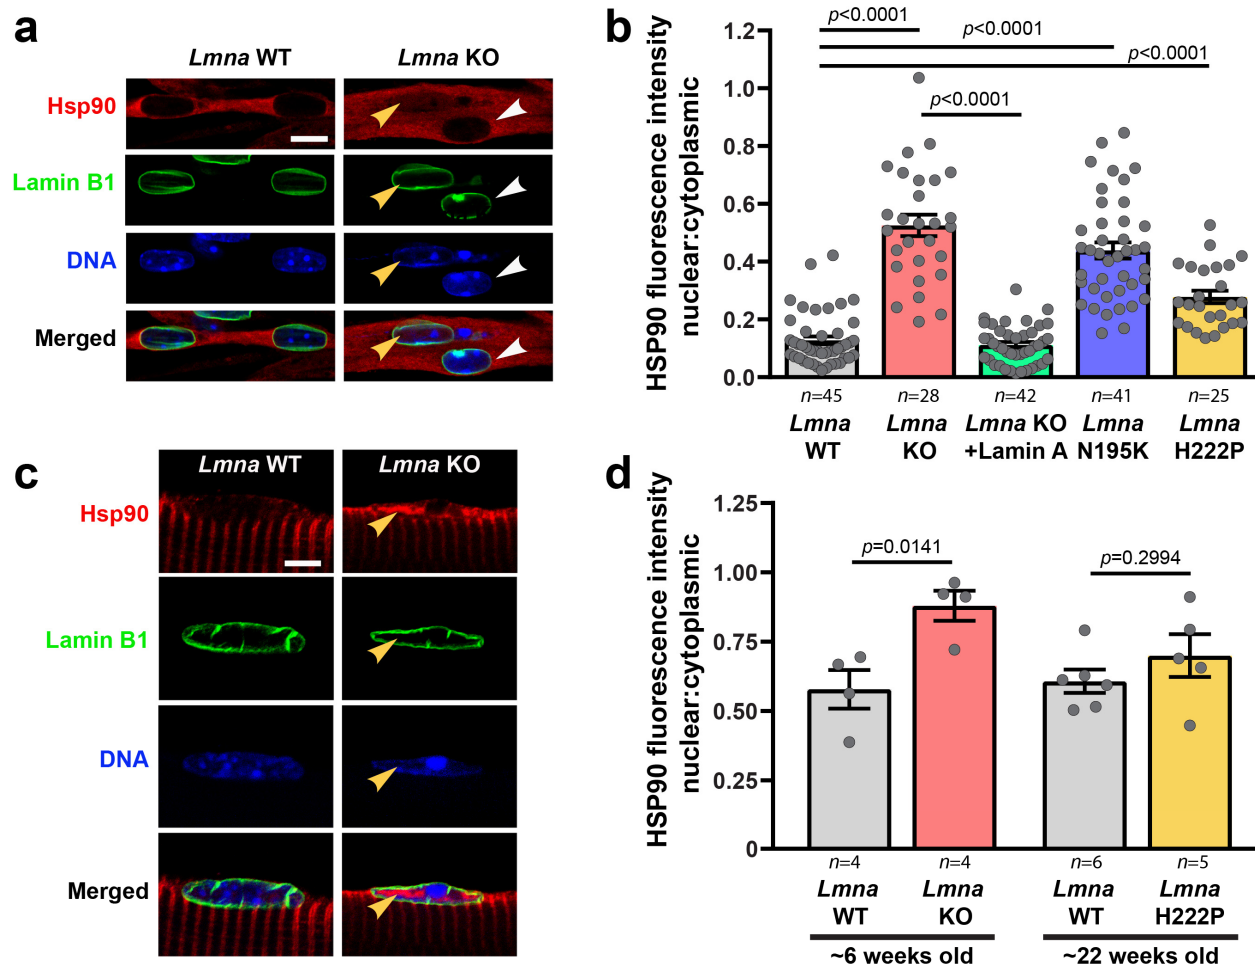 a
Lmna WT
Lmna KO
Hsp90
Lamin B1
DNA
Merged
b
HSP90 fluorescence intensity
nuclear:cytoplasmic
1.2
1.0
0.8
0.6
0.4
0.2
0.0
p<0.0001
p<0.0001
p<0.0001
p<0.0001
n=45
n=28
n=42
n=41
n=25
Lmna
WT
Lmna
KO
Lmna KO
+Lamin A
Lmna
N195K
Lmna
H222P
c
Lmna WT
Lmna KO
Hsp90
Lamin B1
DNA
Merged
d
HSP90 fluorescence intensity
nuclear:cytoplasmic
1.25
1.00
0.75
0.50
0.25
0
p=0.0141
p=0.2994
n=4
n=4
n=6
n=5
Lmna
WT
Lmna
KO
Lmna
WT
Lmna
H222P
~6 weeks old
~22 weeks old